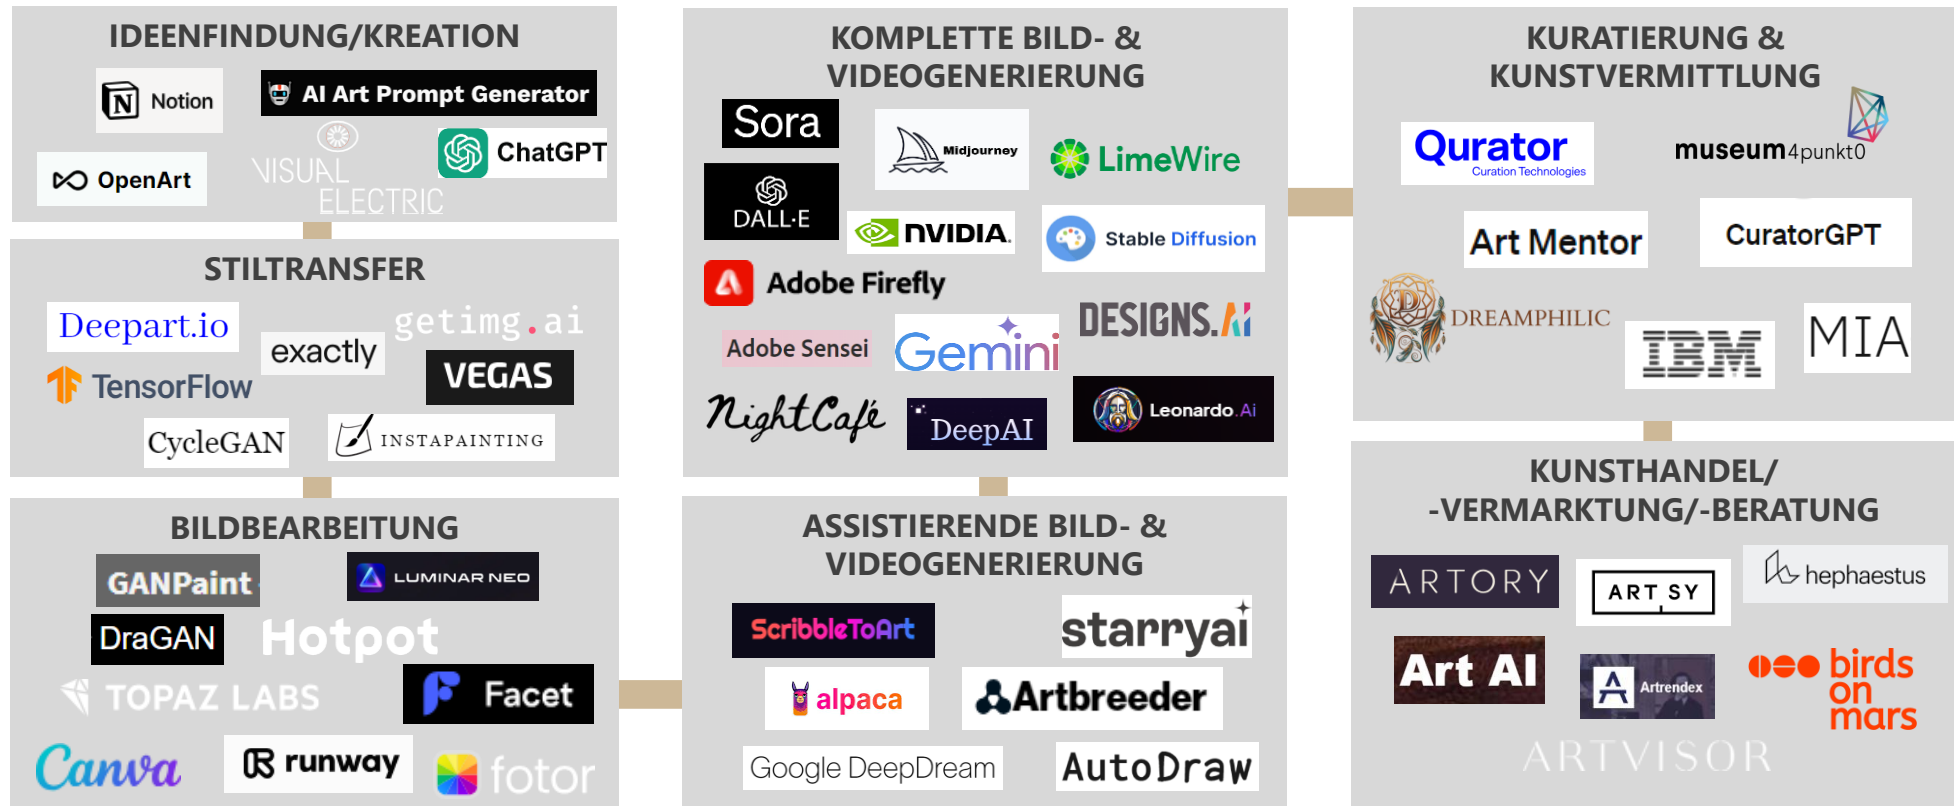 IDEENFINDUNG/KREATION
Notion
AI Art Prompt Generator
VISUAL
ELECTRIC
ChatGPT
OpenArt
STILTRANSFER
Deepart.io
getimg.ai
exactly
TensorFlow
VEGAS
CycleGAN
INSTAPAINTING
BILDBEARBEITUNG
GANPaint
LUMINAR NEO
DraGAN
Hotpot
TOPAZ LABS
Facet
Canva
runway
fotor
KOMPLETTE BILD- &
VIDEOGENERIERUNG
Sora
Midjourney
LimeWire
DALL·E
NVIDIA.
Stable Diffusion
Adobe Firefly
DESIGNS.Ai
Adobe Sensei
Gemini
NightCafé
DeepAI
Leonardo.Ai
ASSISTIERENDE BILD- &
VIDEOGENERIERUNG
ScribbleToArt
starryai
alpaca
Artbreeder
Google DeepDream
AutoDraw
KURATIERUNG &
KUNSTVERMITTLUNG
Qurator
Curation Technologies
museum4punkt0
Art Mentor
CuratorGPT
D
DREAMPHILIC
IBM
MIA
KUNSTHANDEL/
-VERMARKTUNG/-BERATUNG
ARTORY
ARTSY
hephaestus
Art AI
Artrendex
birds
on
mars
ARTVISOR